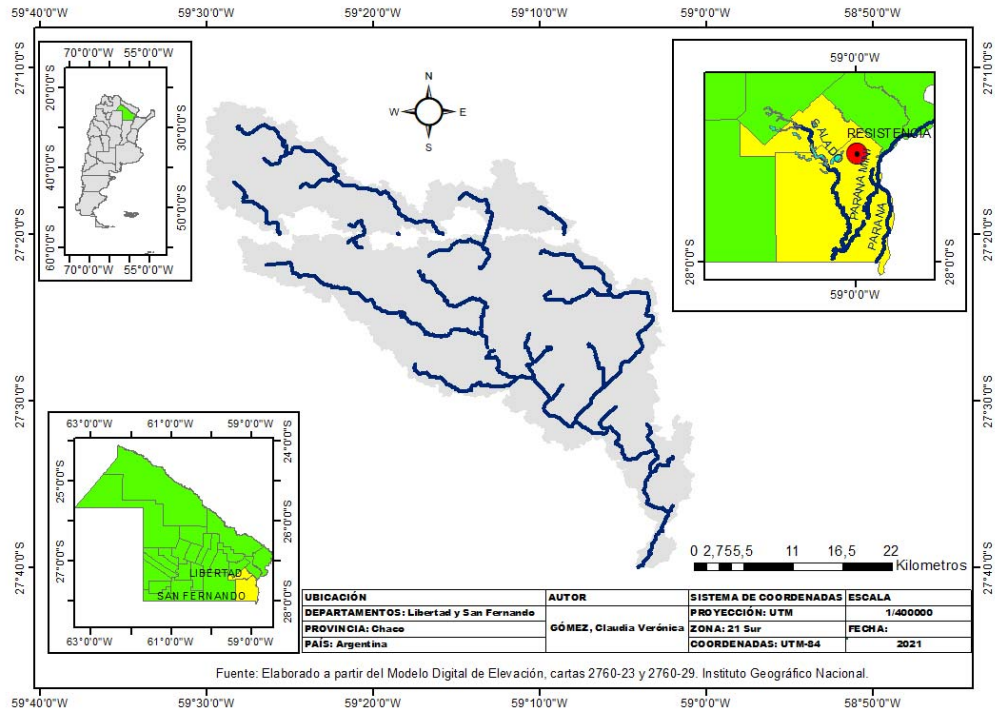 59°40'0"W 59°30'0"W 59°20'0"W 59°10'0"W 59°0'0"W 58°50'0"W
27°10'0"S 27°20'0"S 27°30'0"S 27°40'0"S
27°10'0"S 27°20'0"S 27°30'0"S 27°40'0"S
70°0'0"W 55°0'0"W
20°0'0"S 40°0'0"S 60°0'0"S
30°0'0"S 50°0'0"S
70°0'0"W 55°0'0"W
N
W E
S
59°0'0"W
RESISTENCIA
SALADO
PARANA MINI
PARANA
28°0'0"S 28°0'0"S
59°0'0"W
63°0'0"W 61°0'0"W 59°0'0"W
25°0'0"S 27°0'0"S
24°0'0"S 26°0'0"S 28°0'0"S
LIBERTAD
SAN FERNANDO
63°0'0"W 61°0'0"W 59°0'0"W
0 2,755,5 11 16,5 22
Kilometros
UBICACIÓN AUTOR SISTEMA DE COORDENADAS ESCALA
DEPARTAMENTOS: Libertad y San Fernando GÓMEZ, Claudia Verónica PROYECCIÓN: UTM 1/400000
PROVINCIA: Chaco ZONA: 21 Sur FECHA:
PAÍS: Argentina COORDENADAS: UTM-84 2021
Fuente: Elaborado a partir del Modelo Digital de Elevación, cartas 2760-23 y 2760-29. Instituto Geográfico Nacional.
59°40'0"W 59°30'0"W 59°20'0"W 59°10'0"W 59°0'0"W 58°50'0"W